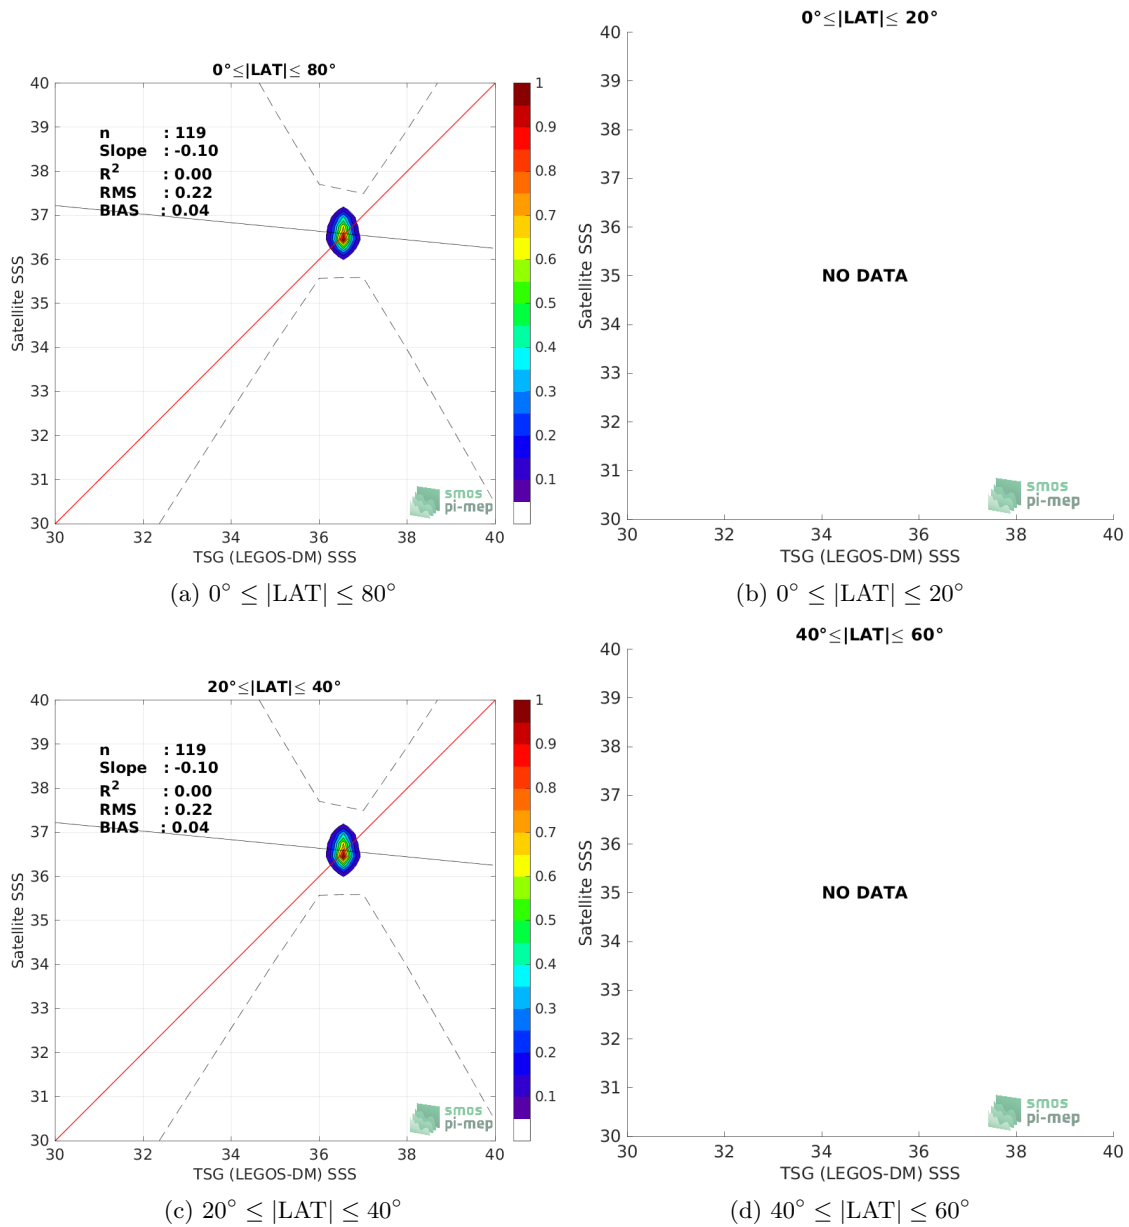 0°≤|LAT|≤ 80°
40
39
38
37
36
35
34
33
32
31
30
Satellite SSS
n : 119
Slope : -0.10
R² : 0.00
RMS : 0.22
BIAS : 0.04
smos
pi-mep
30 32 34 36 38 40
TSG (LEGOS-DM) SSS
1
0.9
0.8
0.7
0.6
0.5
0.4
0.3
0.2
0.1
(a) 0° ≤ |LAT| ≤ 80°
0°≤|LAT|≤ 20°
40
39
38
37
36
35
34
33
32
31
30
Satellite SSS
NO DATA
smos
pi-mep
30 32 34 36 38 40
TSG (LEGOS-DM) SSS
(b) 0° ≤ |LAT| ≤ 20°
20°≤|LAT|≤ 40°
40
39
38
37
36
35
34
33
32
31
30
Satellite SSS
n : 119
Slope : -0.10
R² : 0.00
RMS : 0.22
BIAS : 0.04
smos
pi-mep
30 32 34 36 38 40
TSG (LEGOS-DM) SSS
1
0.9
0.8
0.7
0.6
0.5
0.4
0.3
0.2
0.1
(c) 20° ≤ |LAT| ≤ 40°
40°≤|LAT|≤ 60°
40
39
38
37
36
35
34
33
32
31
30
Satellite SSS
NO DATA
smos
pi-mep
30 32 34 36 38 40
TSG (LEGOS-DM) SSS
(d) 40° ≤ |LAT| ≤ 60°